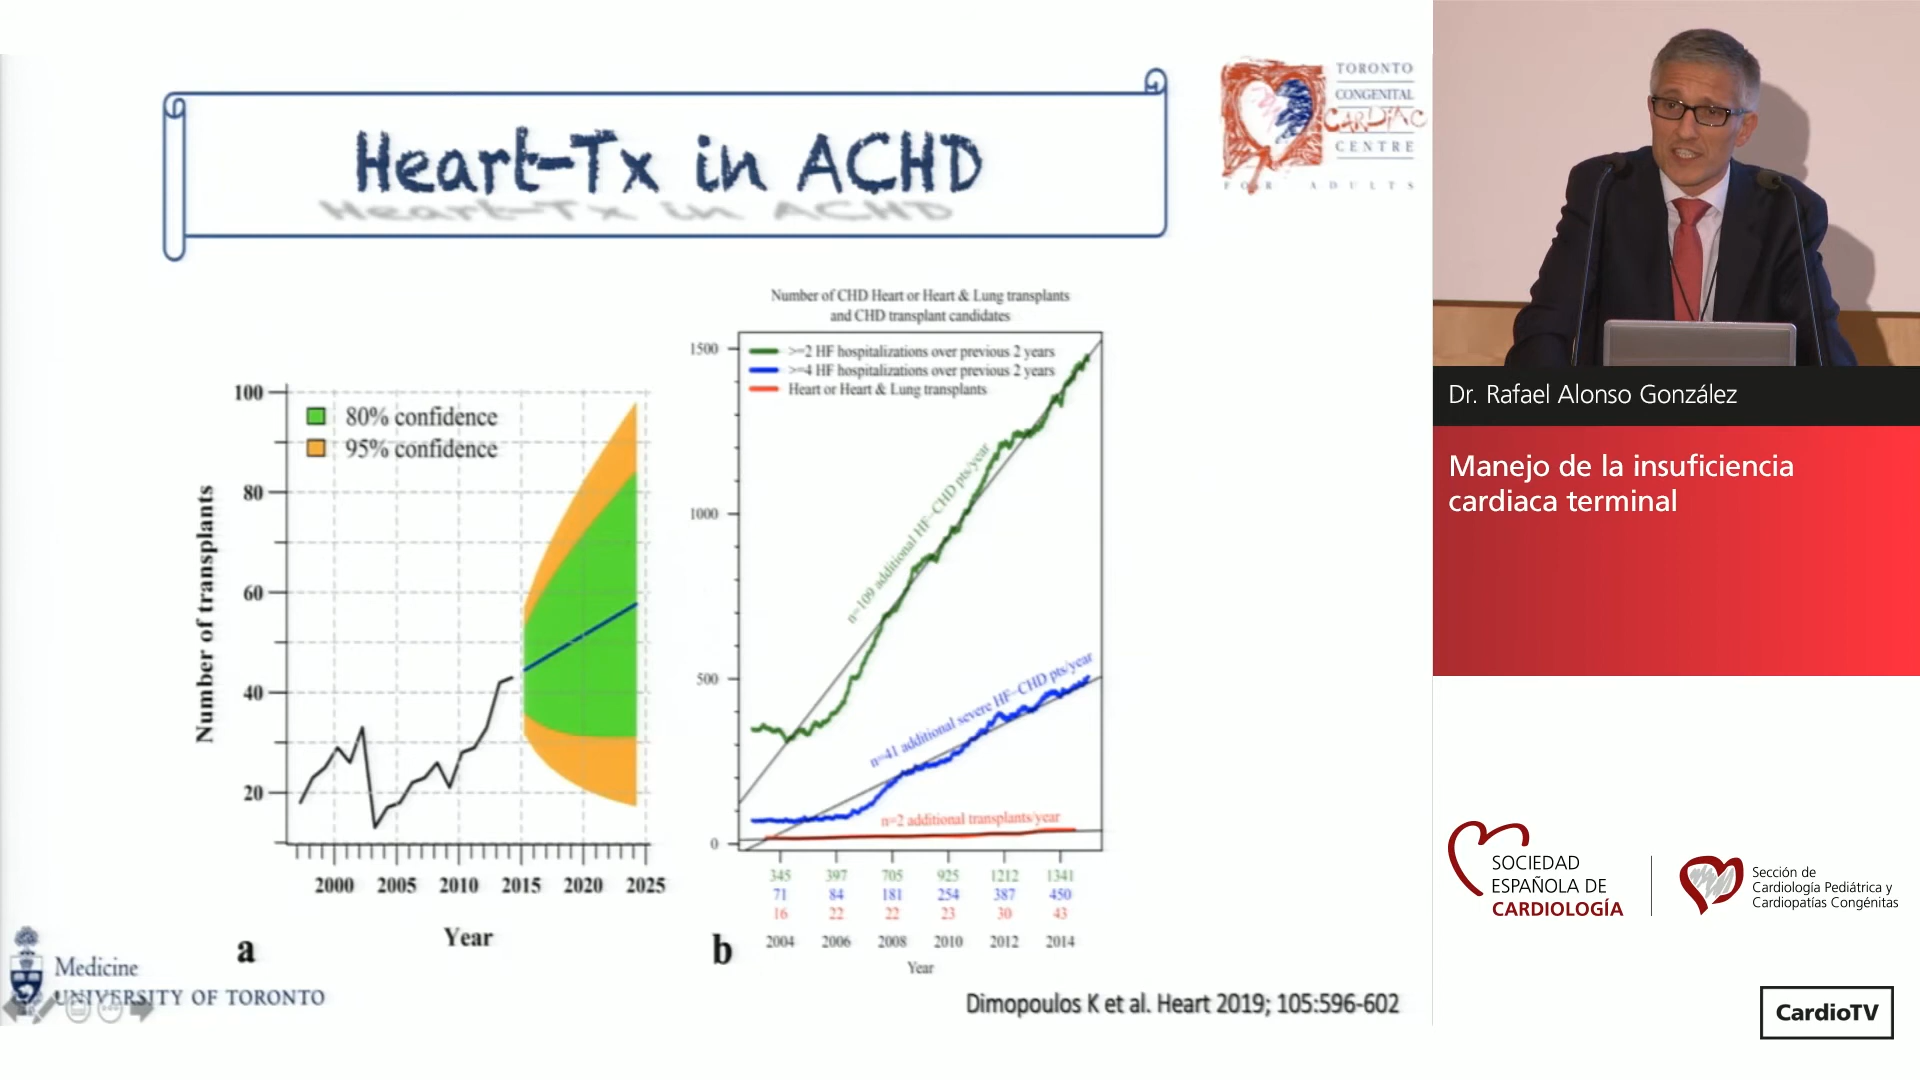 Heart-Tx in ACHD
TORONTO
CONGENITAL
CARDIAC
CENTRE
FOR ADULTS
100
80
60
40
20
80% confidence
95% confidence
Number of transplants
2000 2005 2010 2015 2020 2025
Year
a
Number of CHD Heart or Heart & Lung transplants
and CHD transplant candidates
1500
1000
500
0
>=2 HF hospitalizations over previous 2 years
>=4 HF hospitalizations over previous 2 years
Heart or Heart & Lung transplants
n=109 additional HF-CHD pts/year
n=41 additional severe HF-CHD pts/year
n=2 additional transplants/year
345 397 705 925 1212 1341
71 84 181 254 387 450
16 22 22 23 30 43
2004 2006 2008 2010 2012 2014
Year
b
Medicine
UNIVERSITY OF TORONTO
Dimopoulos K et al. Heart 2019; 105:596-602
Dr. Rafael Alonso González
Manejo de la insuficiencia
cardiaca terminal
SOCIEDAD
ESPAÑOLA DE
CARDIOLOGÍA
Sección de
Cardiología Pediátrica y
Cardiopatías Congénitas
CardioTV